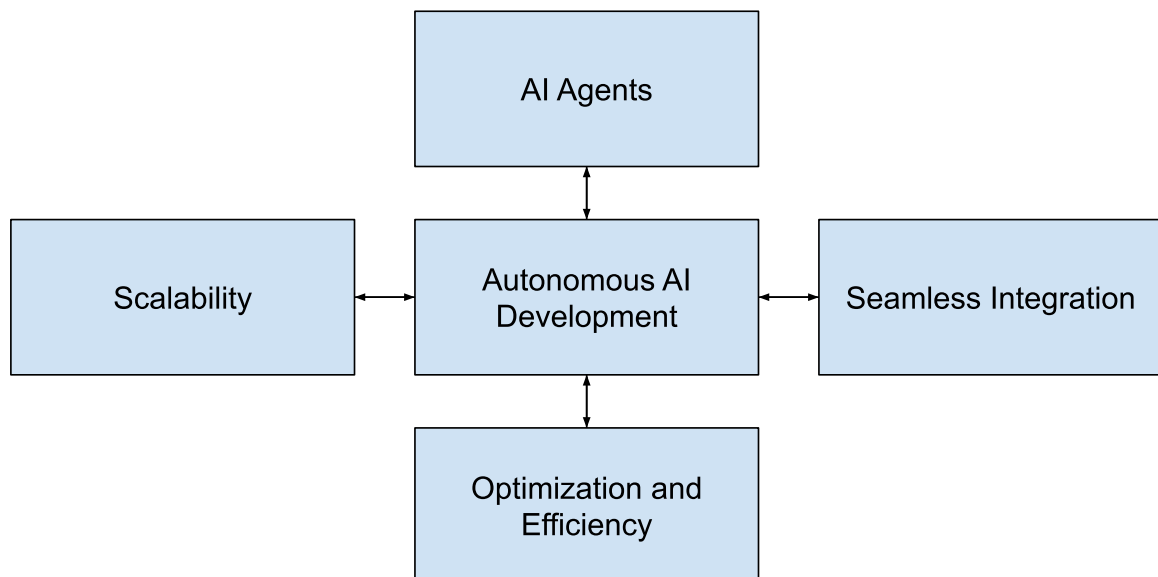 AI Agents
Scalability
Autonomous AI
Development
Seamless Integration
Optimization and
Efficiency